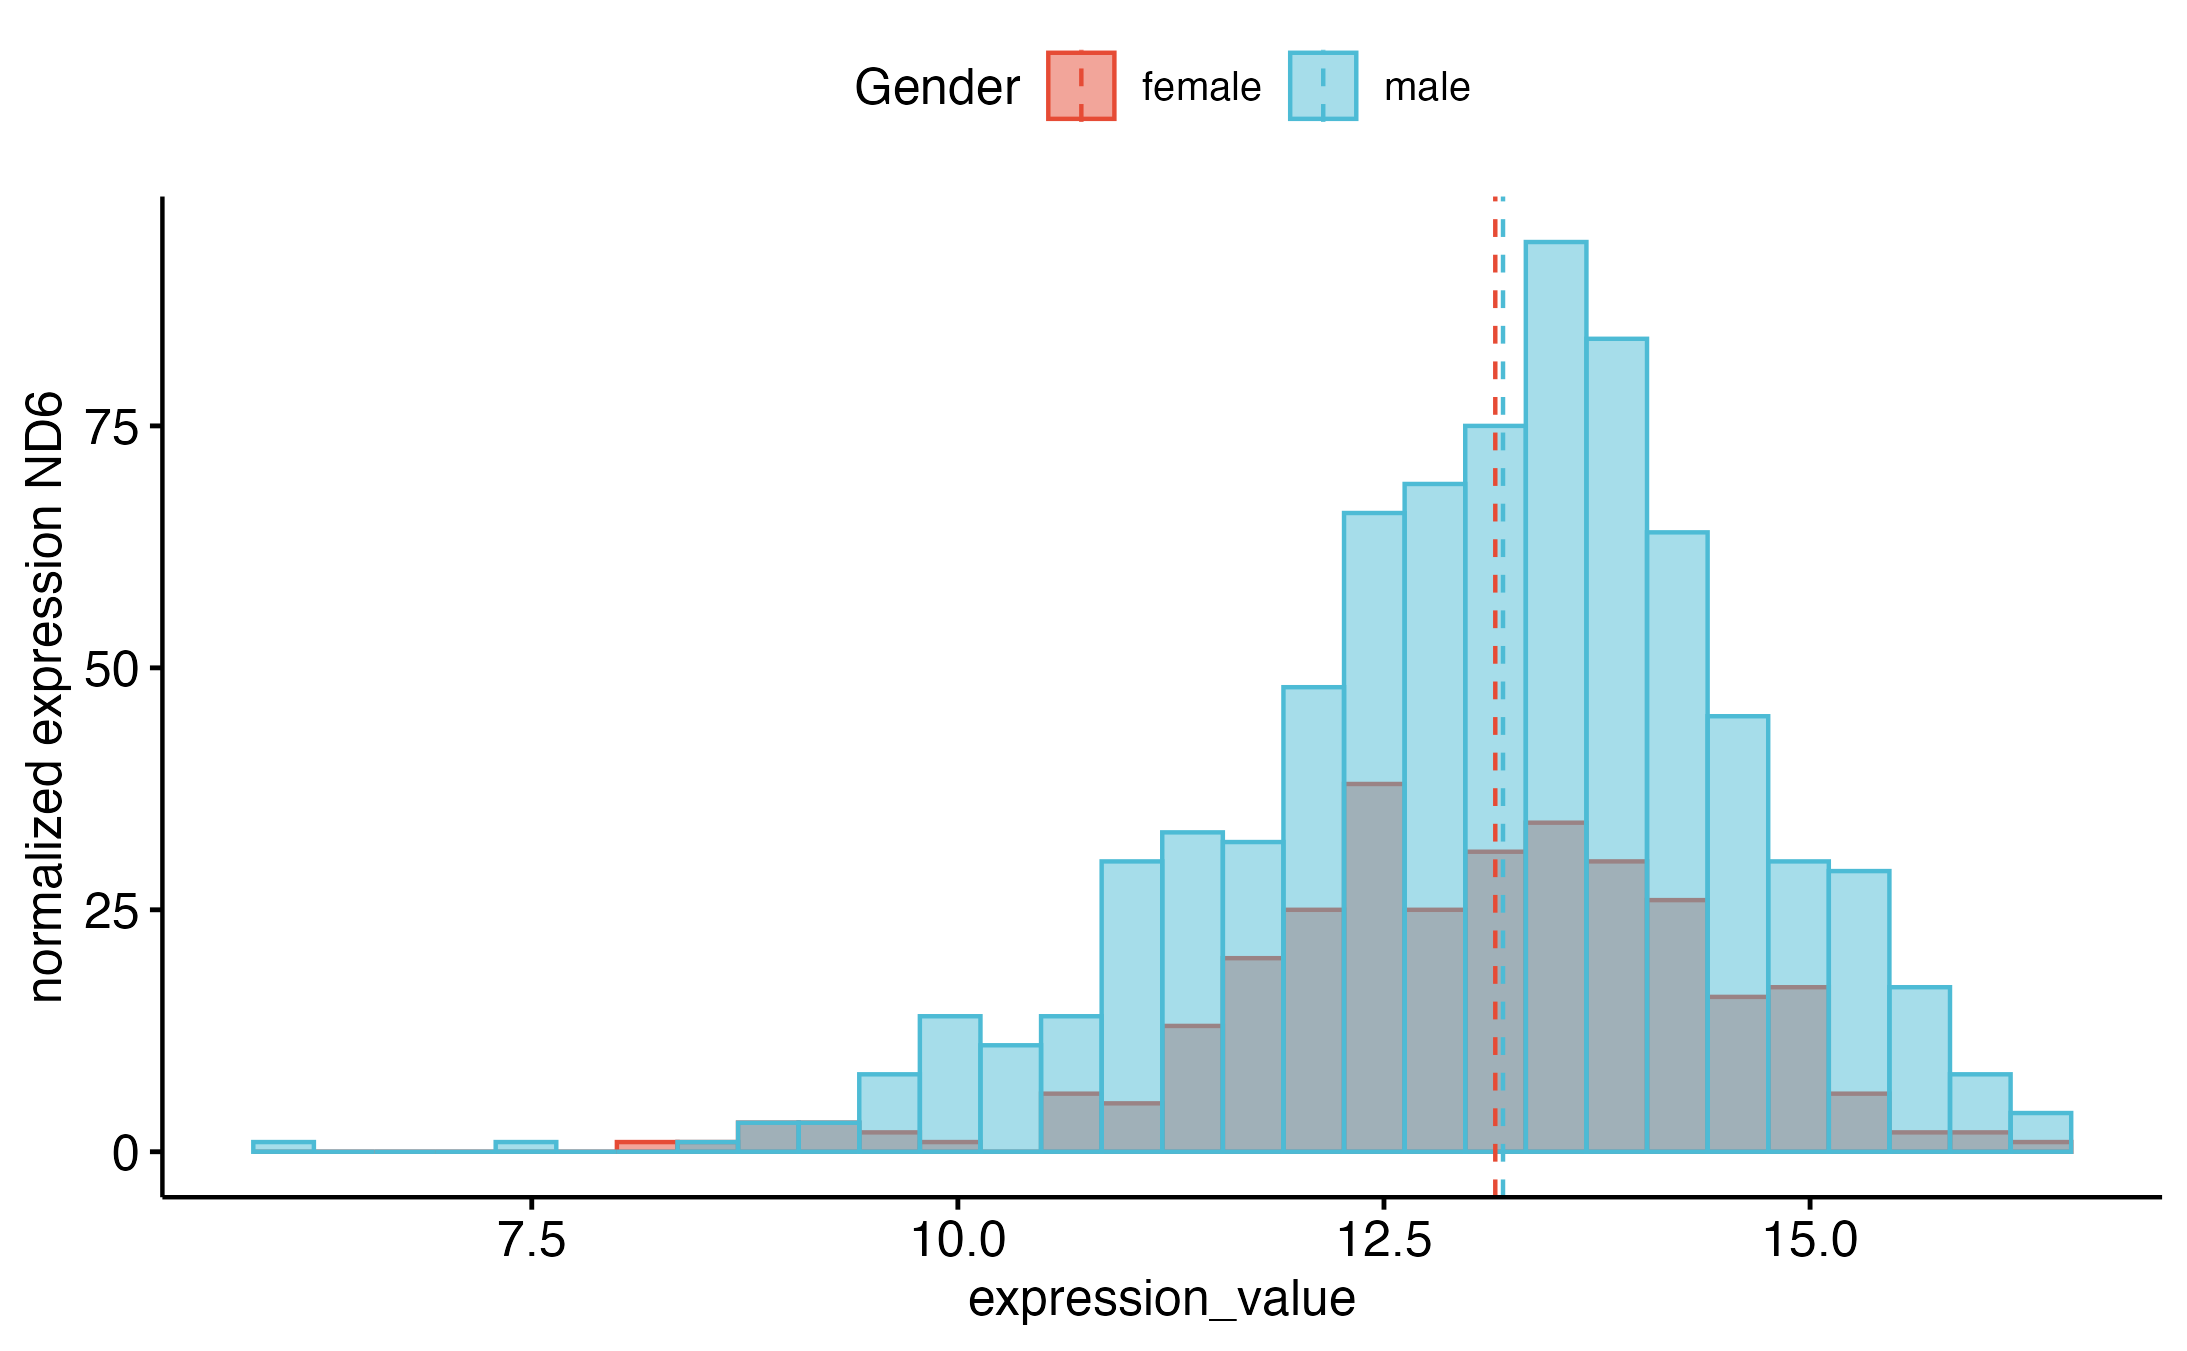 Gender female male
normalized expression ND6
75
50
25
0
7.5 10.0 12.5 15.0
expression_value